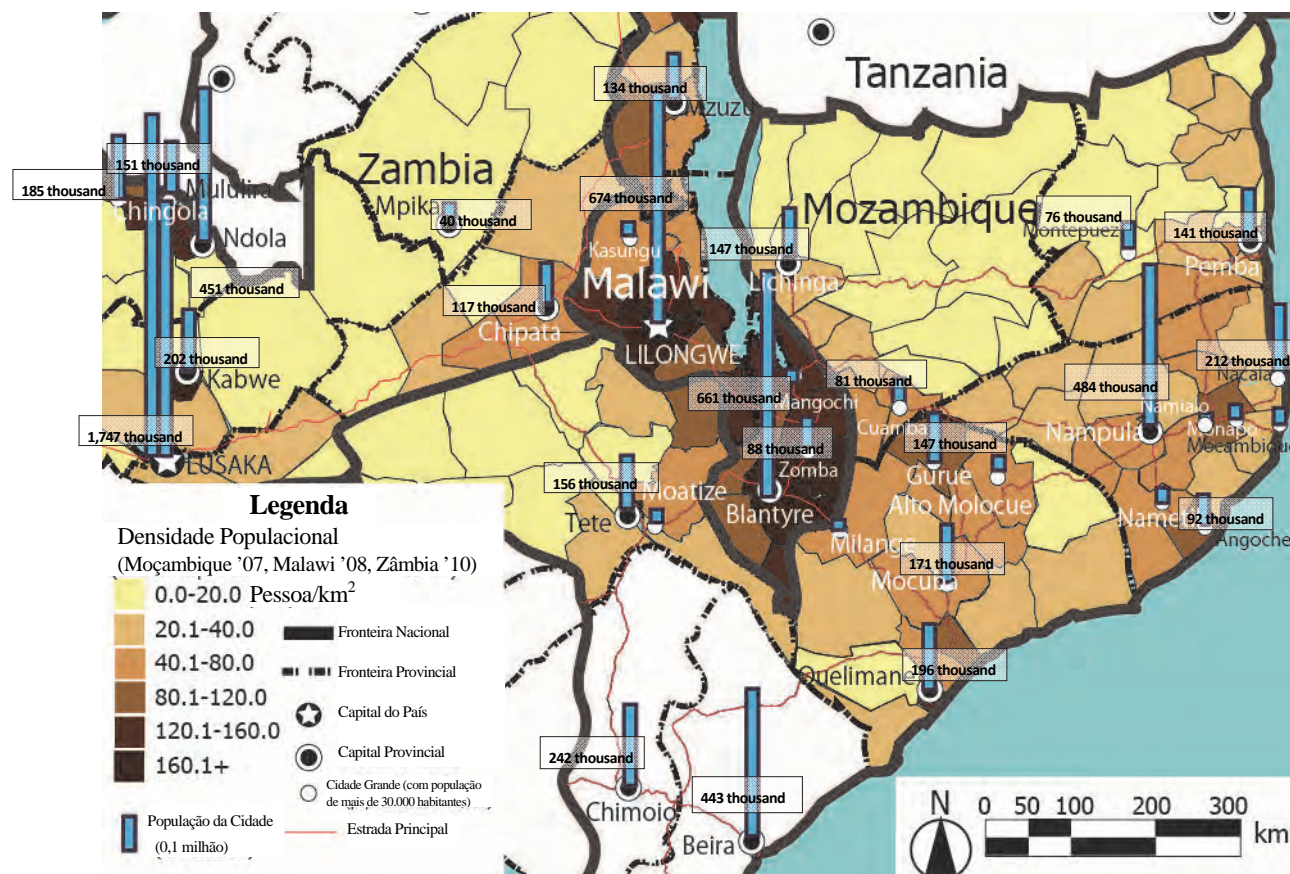 Tanzania
134 thousand
Mzuzu
151 thousand
Zambia
Mululira
185 thousand
Chingola
Mpika
674 thousand
Mozambique
76 thousand
Montepuez
40 thousand
141 thousand
Ndola
Kasungu
147 thousand
Pemba
Malawi
Lichinga
451 thousand
117 thousand
Chipata
LILONGWE
202 thousand
Kabwe
212 thousand
Nacala
81 thousand
484 thousand
661 thousand
Mangochi
Namialo
Cuamba
1,747 thousand
Nampula
Monapo
Mocambique
147 thousand
88 thousand
LUSAKA
Zomba
Gurue
156 thousand
Moatize
Alto Molocue
Blantyre
Tete
Nametil
92 thousand
Angoche
Milange
171 thousand
Mocuba
196 thousand
Quelimane
242 thousand
443 thousand
Chimoio
Beira
Legenda
Densidade Populacional
(Moçambique ’07, Malawi ’08, Zâmbia ’10)
0.0-20.0 Pessoa/km²
20.1-40.0
40.1-80.0
80.1-120.0
120.1-160.0
160.1+
População da Cidade
(0,1 milhão)
Fronteira Nacional
Fronteira Provincial
Capital do País
Capital Provincial
Cidade Grande (com população
de mais de 30.000 habitantes)
Estrada Principal
N
0 50 100 200 300
km